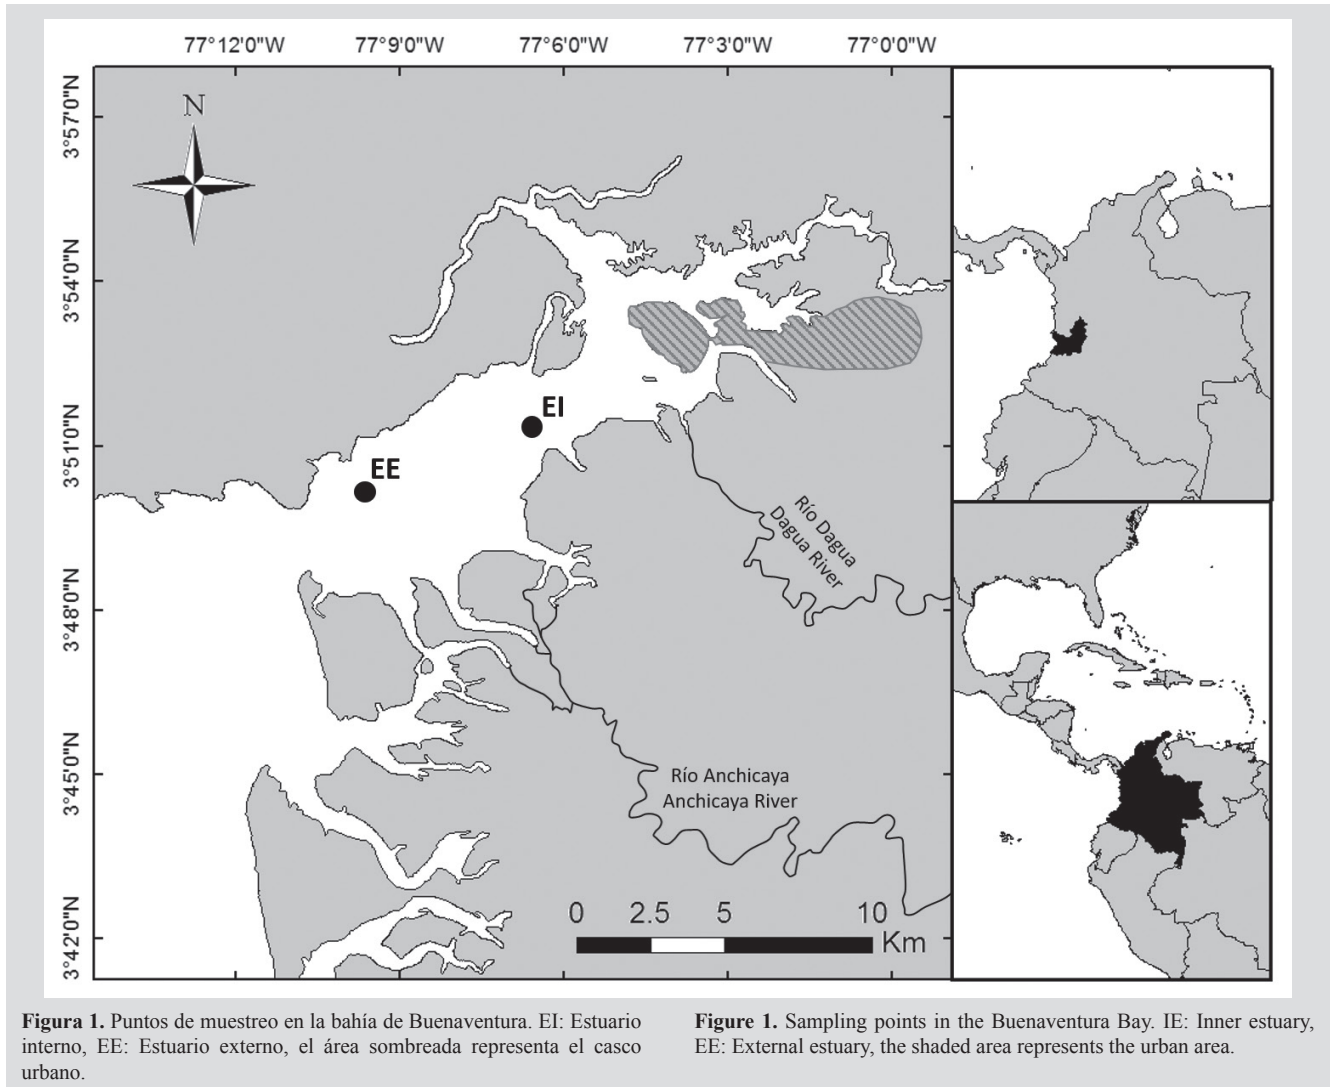 77°12'0"W 77°9'0"W 77°6'0"W 77°3'0"W 77°0'0"W
3°57'0"N
N
3°54'0"N
EI
3°51'0"N
EE
Río Dagua
Dagua River
3°48'0"N
3°45'0"N
Río Anchicaya
Anchicaya River
0 2.5 5 10
Km
3°42'0"N
Figura 1. Puntos de muestreo en la bahía de Buenaventura. EI: Estuario
interno, EE: Estuario externo, el área sombreada representa el casco
urbano.
Figure 1. Sampling points in the Buenaventura Bay. IE: Inner estuary,
EE: External estuary, the shaded area represents the urban area.